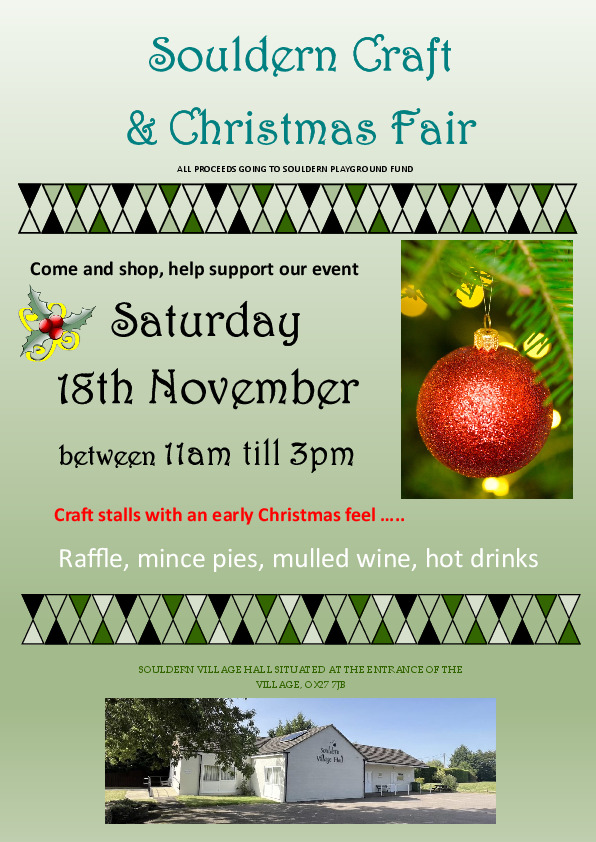 Souldern Craft
& Christmas Fair
ALL PROCEEDS GOING TO SOULDERN PLAYGROUND FUND
Come and shop, help support our event
Saturday
18th November
between 11am till 3pm
Craft stalls with an early Christmas feel .....
Raffle, mince pies, mulled wine, hot drinks
SOULDERN VILLAGE HALL SITUATED AT THE ENTRANCE OF THE
VILLAGE, OX27 7JB
Souldern
Village Hall